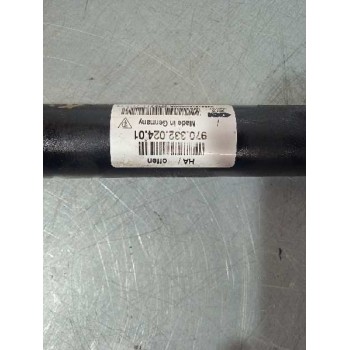 HA / offen
970.332.024.01
Made in Germany